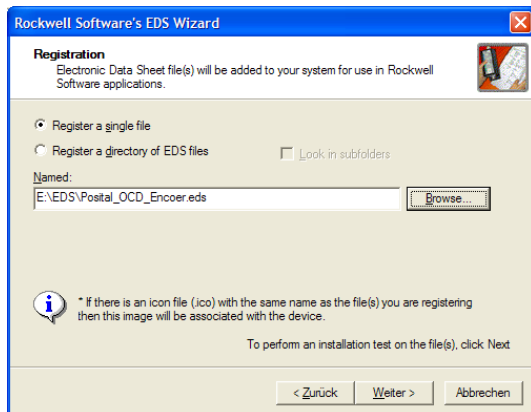 Rockwell Software's EDS Wizard
Registration
Electronic Data Sheet file(s) will be added to your system for use in Rockwell
Software applications.
Register a single file
Register a directory of EDS files
Look in subfolders
Named:
E:\EDS\Posital_OCD_Encoer.eds
Browse...
* If there is an icon file (.ico) with the same name as the file(s) you are registering
then this image will be associated with the device.
To perform an installation test on the file(s), click Next
< Zurück
Weiter >
Abbrechen